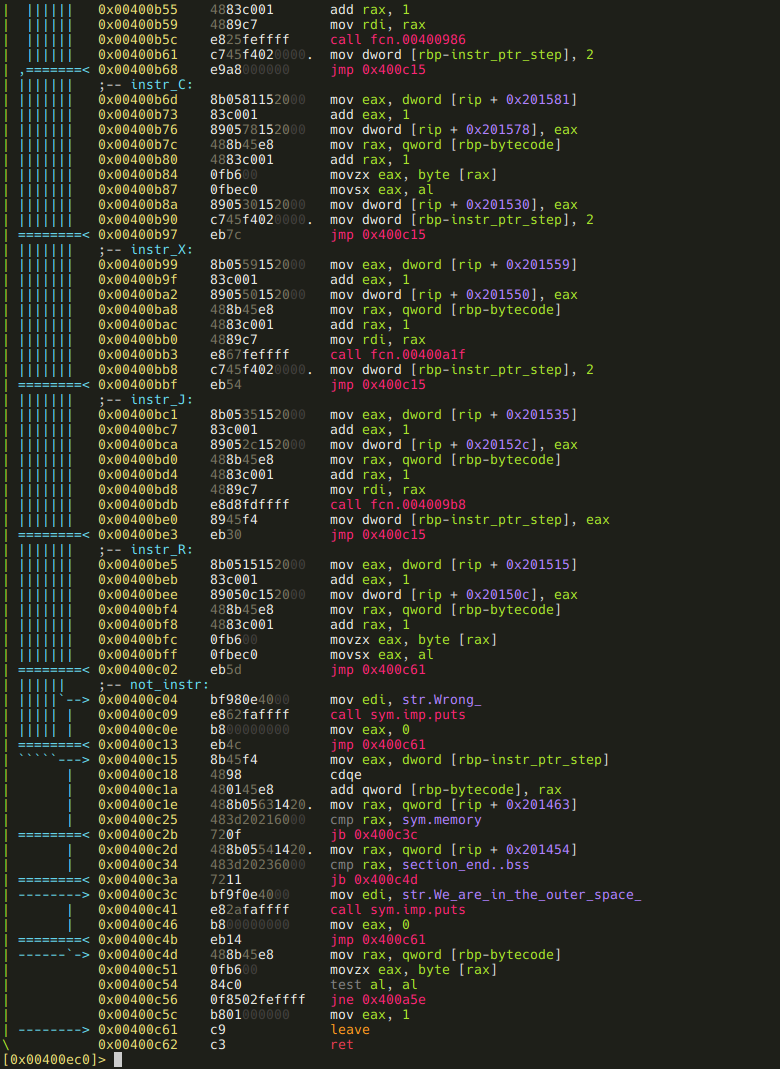 |  ||||||   0x00400b55    4883c001       add rax, 1
|  ||||||   0x00400b59    4889c7         mov rdi, rax
|  ||||||   0x00400b5c    e825feffff     call fcn.00400986
|  ||||||   0x00400b61    c745f4020000.  mov dword [rbp-instr_ptr_step], 2
| ,=======< 0x00400b68    e9a8000000     jmp 0x400c15
| |||||||   ;-- instr_C:
| |||||||   0x00400b6d    8b0581152000   mov eax, dword [rip + 0x201581]
| |||||||   0x00400b73    83c001         add eax, 1
| |||||||   0x00400b76    890578152000   mov dword [rip + 0x201578], eax
| |||||||   0x00400b7c    488b45e8       mov rax, qword [rbp-bytecode]
| |||||||   0x00400b80    4883c001       add rax, 1
| |||||||   0x00400b84    0fb600         movzx eax, byte [rax]
| |||||||   0x00400b87    0fbec0         movsx eax, al
| |||||||   0x00400b8a    890530152000   mov dword [rip + 0x201530], eax
| |||||||   0x00400b90    c745f4020000.  mov dword [rbp-instr_ptr_step], 2
| ========< 0x00400b97    eb7c           jmp 0x400c15
| |||||||   ;-- instr_X:
| |||||||   0x00400b99    8b0559152000   mov eax, dword [rip + 0x201559]
| |||||||   0x00400b9f    83c001         add eax, 1
| |||||||   0x00400ba2    890550152000   mov dword [rip + 0x201550], eax
| |||||||   0x00400ba8    488b45e8       mov rax, qword [rbp-bytecode]
| |||||||   0x00400bac    4883c001       add rax, 1
| |||||||   0x00400bb0    4889c7         mov rdi, rax
| |||||||   0x00400bb3    e867feffff     call fcn.00400a1f
| |||||||   0x00400bb8    c745f4020000.  mov dword [rbp-instr_ptr_step], 2
| ========< 0x00400bbf    eb54           jmp 0x400c15
| |||||||   ;-- instr_J:
| |||||||   0x00400bc1    8b0535152000   mov eax, dword [rip + 0x201535]
| |||||||   0x00400bc7    83c001         add eax, 1
| |||||||   0x00400bca    89052c152000   mov dword [rip + 0x20152c], eax
| |||||||   0x00400bd0    488b45e8       mov rax, qword [rbp-bytecode]
| |||||||   0x00400bd4    4883c001       add rax, 1
| |||||||   0x00400bd8    4889c7         mov rdi, rax
| |||||||   0x00400bdb    e8d8fdffff     call fcn.004009b8
| |||||||   0x00400be0    8945f4         mov dword [rbp-instr_ptr_step], eax
| ========< 0x00400be3    eb30           jmp 0x400c15
| |||||||   ;-- instr_R:
| |||||||   0x00400be5    8b0515152000   mov eax, dword [rip + 0x201515]
| |||||||   0x00400beb    83c001         add eax, 1
| |||||||   0x00400bee    89050c152000   mov dword [rip + 0x20150c], eax
| |||||||   0x00400bf4    488b45e8       mov rax, qword [rbp-bytecode]
| |||||||   0x00400bf8    4883c001       add rax, 1
| |||||||   0x00400bfc    0fb600         movzx eax, byte [rax]
| |||||||   0x00400bff    0fbec0         movsx eax, al
| ========< 0x00400c02    eb5d           jmp 0x400c61
| ||||||    ;-- not_instr:
| |||||`--> 0x00400c04    bf980e4000     mov edi, str.Wrong_
| ||||| |   0x00400c09    e862faffff     call sym.imp.puts
| ||||| |   0x00400c0e    b800000000     mov eax, 0
| ========< 0x00400c13    eb4c           jmp 0x400c61
| `````---> 0x00400c15    8b45f4         mov eax, dword [rbp-instr_ptr_step]
|       |   0x00400c18    4898           cdqe
|       |   0x00400c1a    480145e8       add qword [rbp-bytecode], rax
|       |   0x00400c1e    488b05631420.  mov rax, qword [rip + 0x201463]
|       |   0x00400c25    483d20216000   cmp rax, sym.memory
| ========< 0x00400c2b    720f           jb 0x400c3c
|       |   0x00400c2d    488b05541420.  mov rax, qword [rip + 0x201454]
|       |   0x00400c34    483d20236000   cmp rax, section_end..bss
| ========< 0x00400c3a    7211           jb 0x400c4d
| --------> 0x00400c3c    bf9f0e4000     mov edi, str.We_are_in_the_outer_space_
|       |   0x00400c41    e82afaffff     call sym.imp.puts
|       |   0x00400c46    b800000000     mov eax, 0
| ========< 0x00400c4b    eb14           jmp 0x400c61
| ------`-> 0x00400c4d    488b45e8       mov rax, qword [rbp-bytecode]
|           0x00400c51    0fb600         movzx eax, byte [rax]
|           0x00400c54    84c0           test al, al
|           0x00400c56    0f8502feffff   jne 0x400a5e
|           0x00400c5c    b801000000     mov eax, 1
| --------> 0x00400c61    c9             leave
\           0x00400c62    c3             ret
[0x00400ec0]>